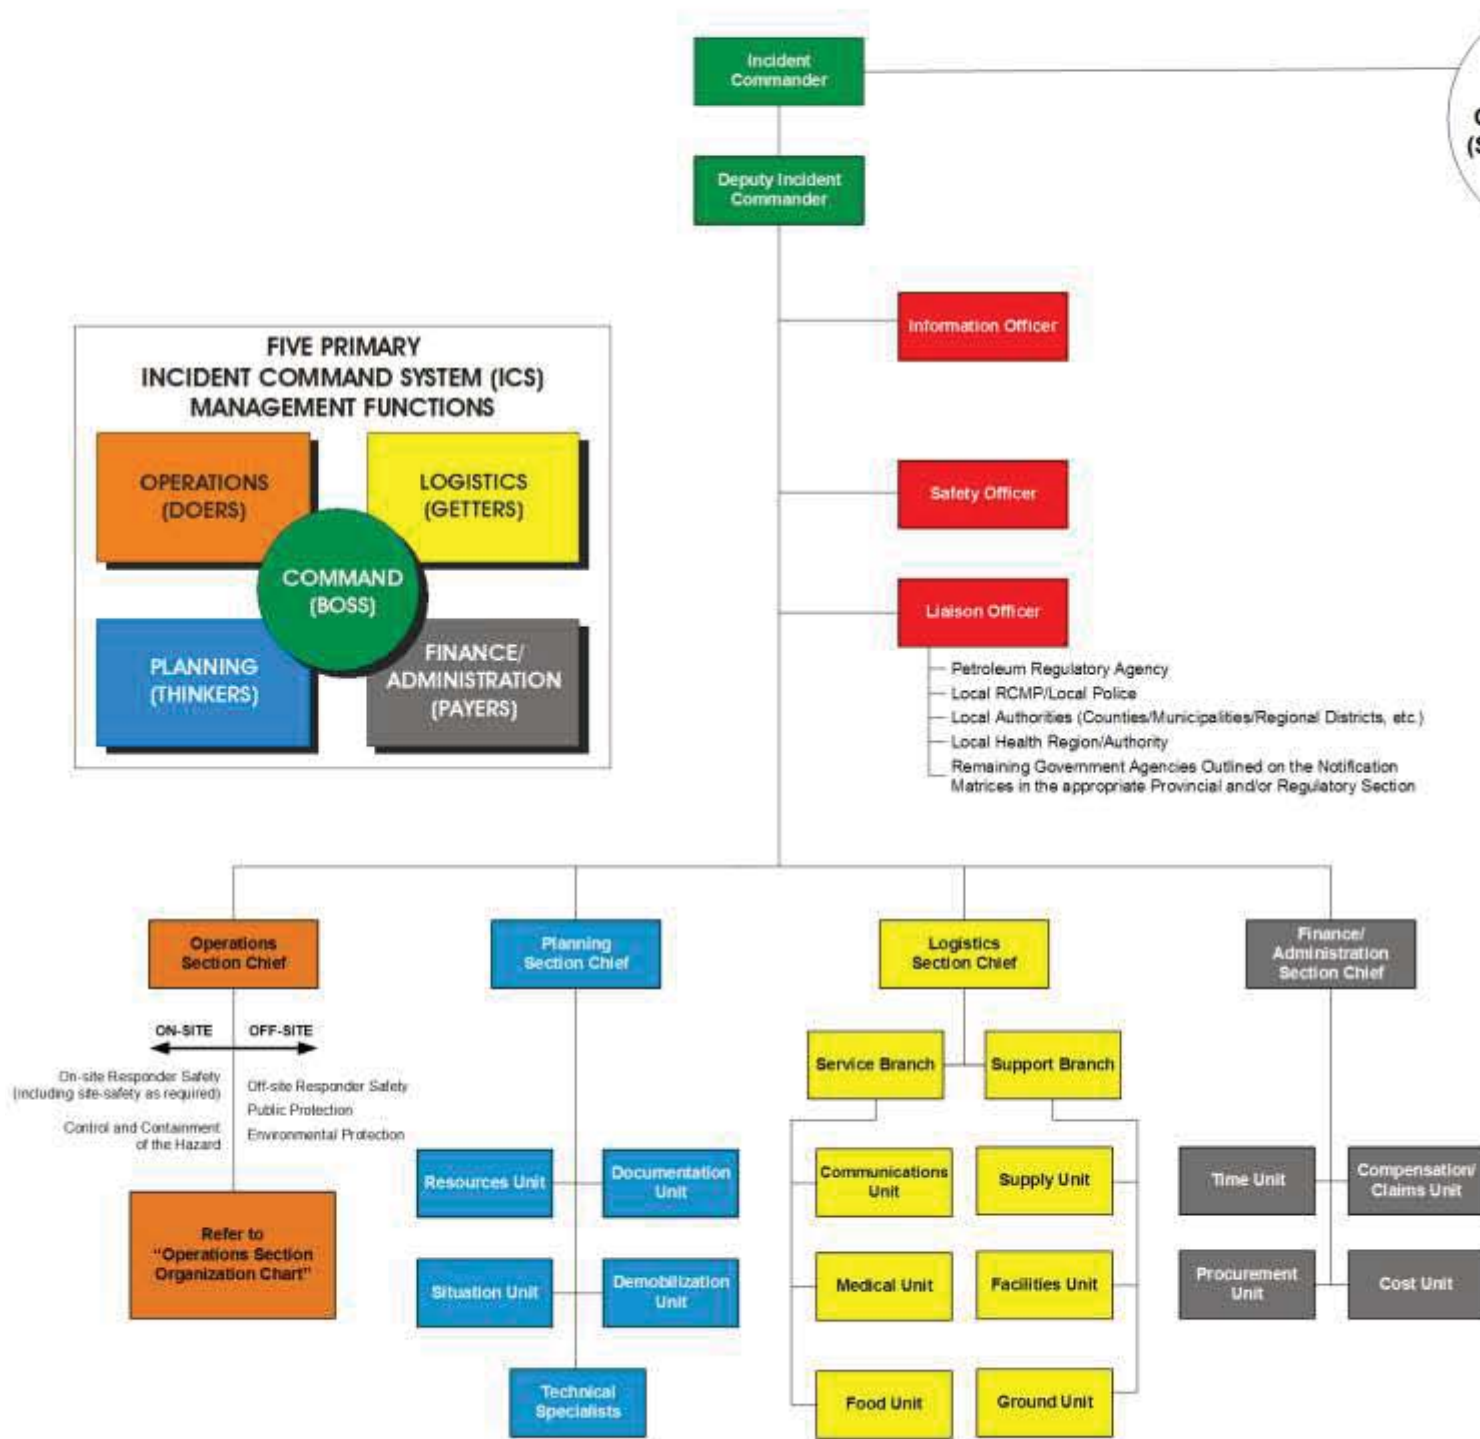 Incident
Commander
Deputy Incident
Commander
Information Officer
Safety Officer
Liaison Officer
Petroleum Regulatory Agency
Local RCMP/Local Police
Local Authorities (Counties/Municipalities/Regional Districts, etc.)
Local Health Region/Authority
Remaining Government Agencies Outlined on the Notification
Matrices in the appropriate Provincial and/or Regulatory Section
FIVE PRIMARY
INCIDENT COMMAND SYSTEM (ICS)
MANAGEMENT FUNCTIONS
OPERATIONS
(DOERS)
LOGISTICS
(GETTERS)
COMMAND
(BOSS)
PLANNING
(THINKERS)
FINANCE/
ADMINISTRATION
(PAYERS)
Operations
Section Chief
ON-SITE
OFF-SITE
On-site Responder Safety
(including site-safety as required)
Control and Containment
of the Hazard
Off-site Responder Safety
Public Protection
Environmental Protection
Refer to
“Operations Section
Organization Chart”
Planning
Section Chief
Resources Unit
Documentation
Unit
Situation Unit
Demobilization
Unit
Technical
Specialists
Logistics
Section Chief
Service Branch
Support Branch
Communications
Unit
Supply Unit
Medical Unit
Facilities Unit
Food Unit
Ground Unit
Finance/
Administration
Section Chief
Time Unit
Compensation/
Claims Unit
Procurement
Unit
Cost Unit